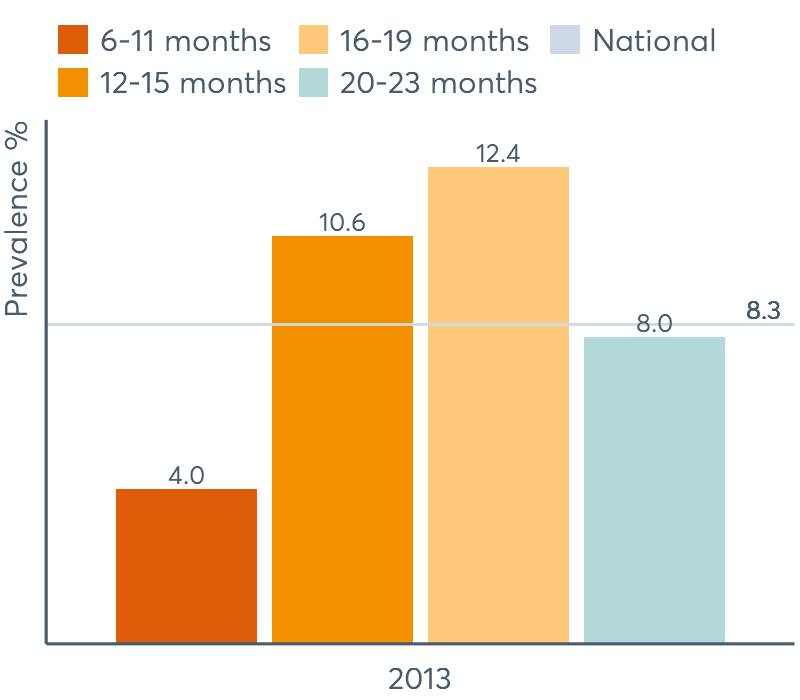 6-11 months 16-19 months National
12-15 months 20-23 months
Prevalence %
12.4
10.6
8.3
8.0
4.0
2013